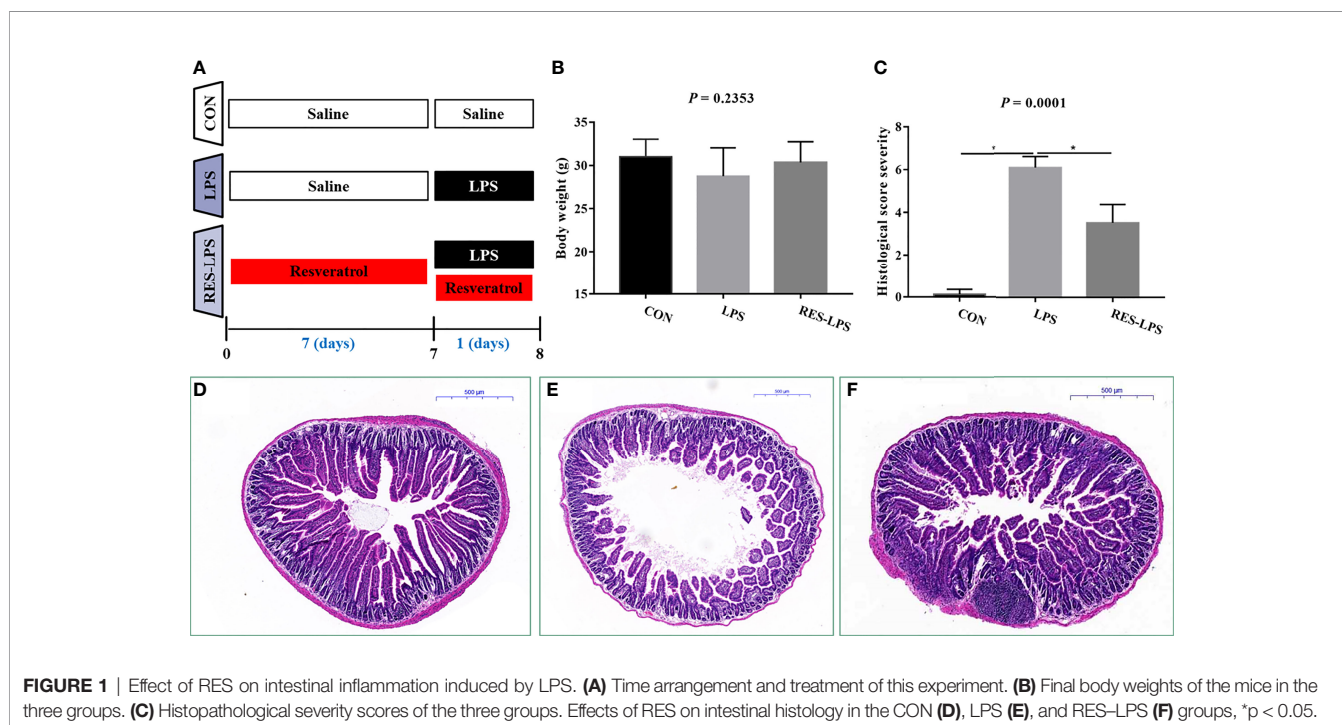 A
CON
Saline
Saline
LPS
Saline
LPS
RES-LPS
LPS
Resveratrol
Resveratrol
0
7 (days)
7
1 (days)
8
B
P = 0.2353
Body weight (g)
35
30
25
20
15
CON
LPS
RES-LPS
C
P = 0.0001
Histological score severity
8
6
4
2
0
*
*
CON
LPS
RES-LPS
D
500 µm
E
500 µm
F
500 µm
FIGURE 1 | Effect of RES on intestinal inflammation induced by LPS. (A) Time arrangement and treatment of this experiment. (B) Final body weights of the mice in the
three groups. (C) Histopathological severity scores of the three groups. Effects of RES on intestinal histology in the CON (D), LPS (E), and RES–LPS (F) groups, *p < 0.05.